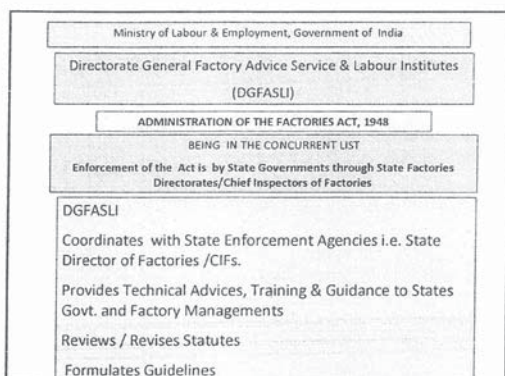 Ministry of Labour & Employment, Government of India
Directorate General Factory Advice Service & Labour Institutes
(DGFASLI)
ADMINISTRATION OF THE FACTORIES ACT, 1948
BEING IN THE CONCURRENT LIST
Enforcement of the Act is by State Governments through State Factories
Directorates/Chief Inspectors of Factories
DGFASLI
Coordinates with State Enforcement Agencies i.e. State
Director of Factories /CIFs.
Provides Technical Advices, Training & Guidance to States
Govt. and Factory Managements
Reviews / Revises Statutes
Formulates Guidelines